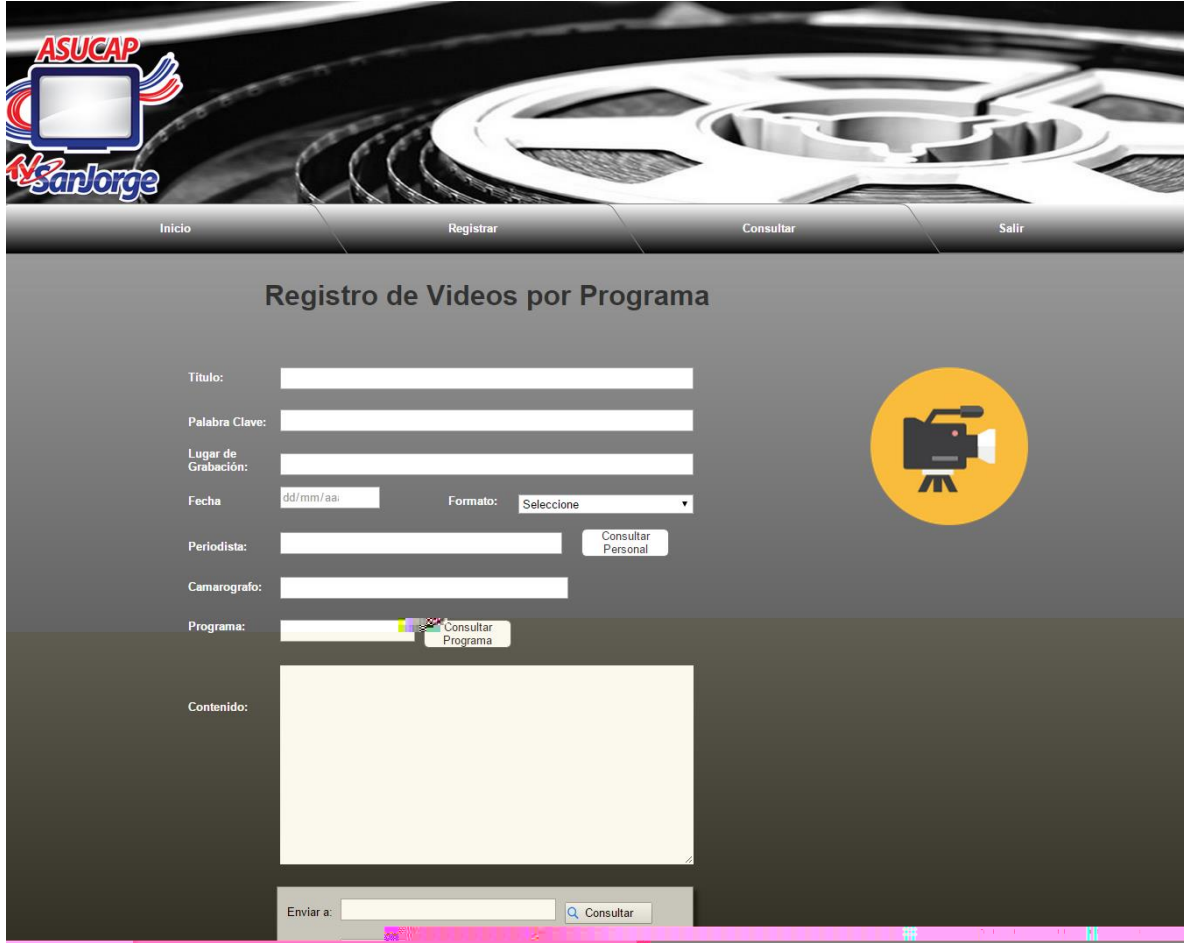 ASUCAP
TV SanJorge
Inicio Registrar Consultar Salir
Registro de Videos por Programa
Título:
Palabra Clave:
Lugar de
Grabación:
Fecha dd/mm/aa Formato: Seleccione
Periodista: Consultar
Personal
Camarografo:
Programa: Consultar
Programa
Contenido:
Enviar a: Consultar